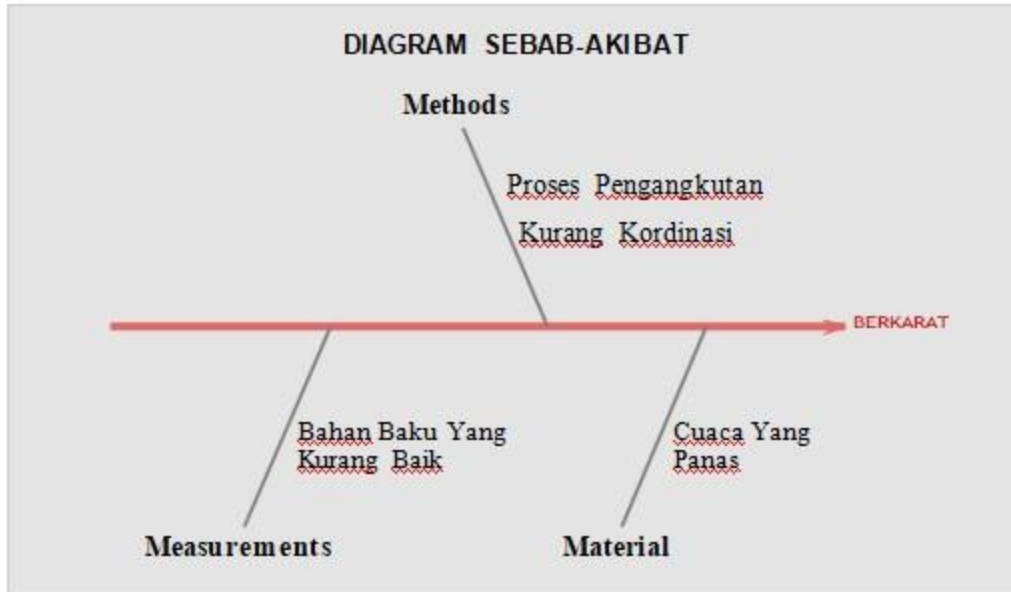 DIAGRAM SEBAB-AKIBAT
Methods
Proses Pengangkutan
Kurang Kordinasi
BERKARAT
Bahan Baku Yang
Kurang Baik
Cuaca Yang
Panas
Measurements
Material